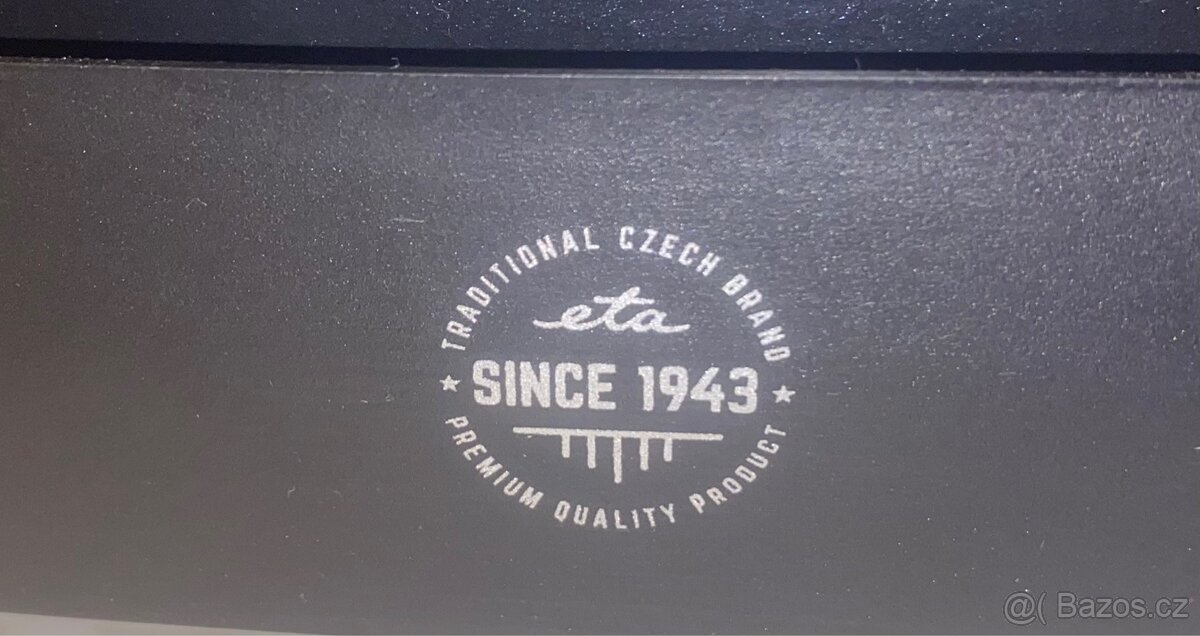 TRADITIONAL CZECH BRAND
eta
SINCE 1943
PREMIUM QUALITY PRODUCT
@( Bazos.cz